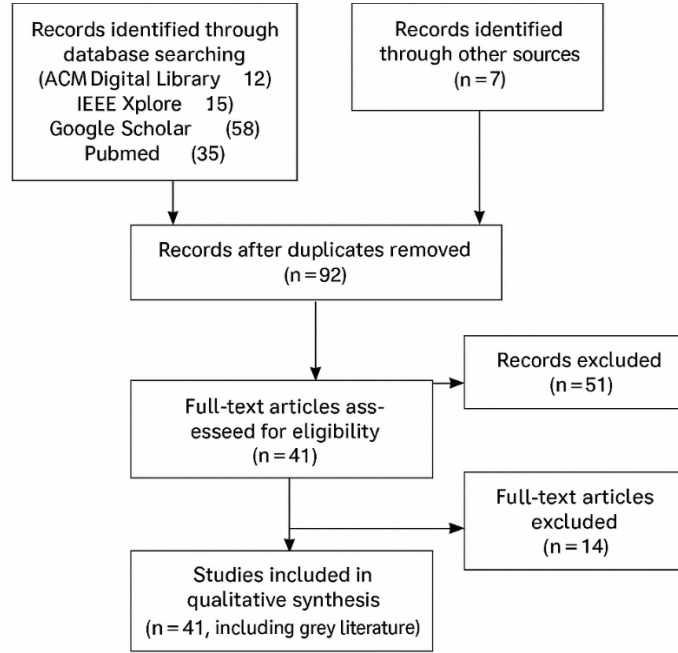 Records identified through
database searching
(ACM Digital Library 12)
IEEE Xplore 15)
Google Scholar (58)
Pubmed (35)
Records identified
through other sources
(n=7)
Records after duplicates removed
(n=92)
Records excluded
(n=51)
Full-text articles ass-
esseed for eligibility
(n=41)
Full-text articles
excluded
(n=14)
Studies included in
qualitative synthesis
(n=41, including grey literature)